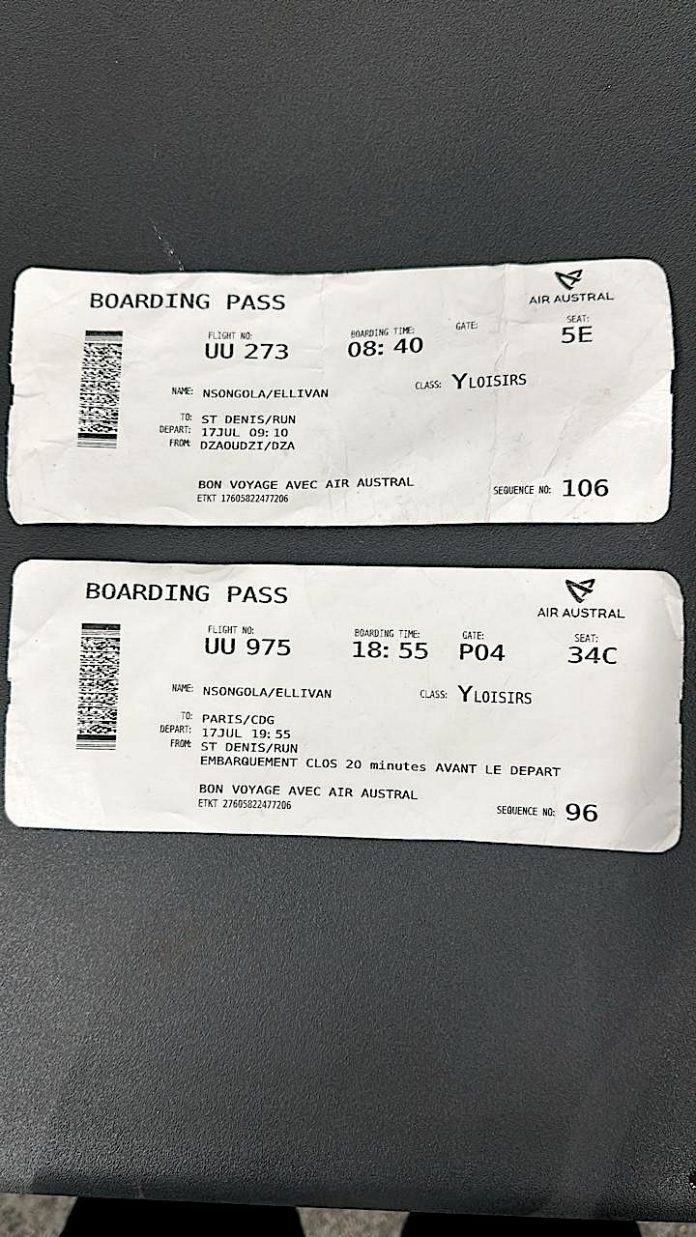 BOARDING PASS
AIR AUSTRAL
FLIGHT NO: BOARDING TIME: GATE: SEAT:
UU 273 08: 40 5E
NAME: NSONGOLA/ELLIVAN CLASS: Y LOISIRS
TO: ST DENIS/RUN
DEPART: 17JUL 09:10
FROM: DZAOUDZI/DZA
BON VOYAGE AVEC AIR AUSTRAL
ETKT 17605822477206
SEQUENCE NO: 106
BOARDING PASS
AIR AUSTRAL
FLIGHT NO: BOARDING TIME: GATE: SEAT:
UU 975 18: 55 P04 34C
NAME: NSONGOLA/ELLIVAN CLASS: Y LOISIRS
TO: PARIS/CDG
DEPART: 17JUL 19:55
FROM: ST DENIS/RUN
EMBARQUEMENT CLOS 20 minutes AVANT LE DEPART
BON VOYAGE AVEC AIR AUSTRAL
ETKT 27605822477206
SEQUENCE NO: 96